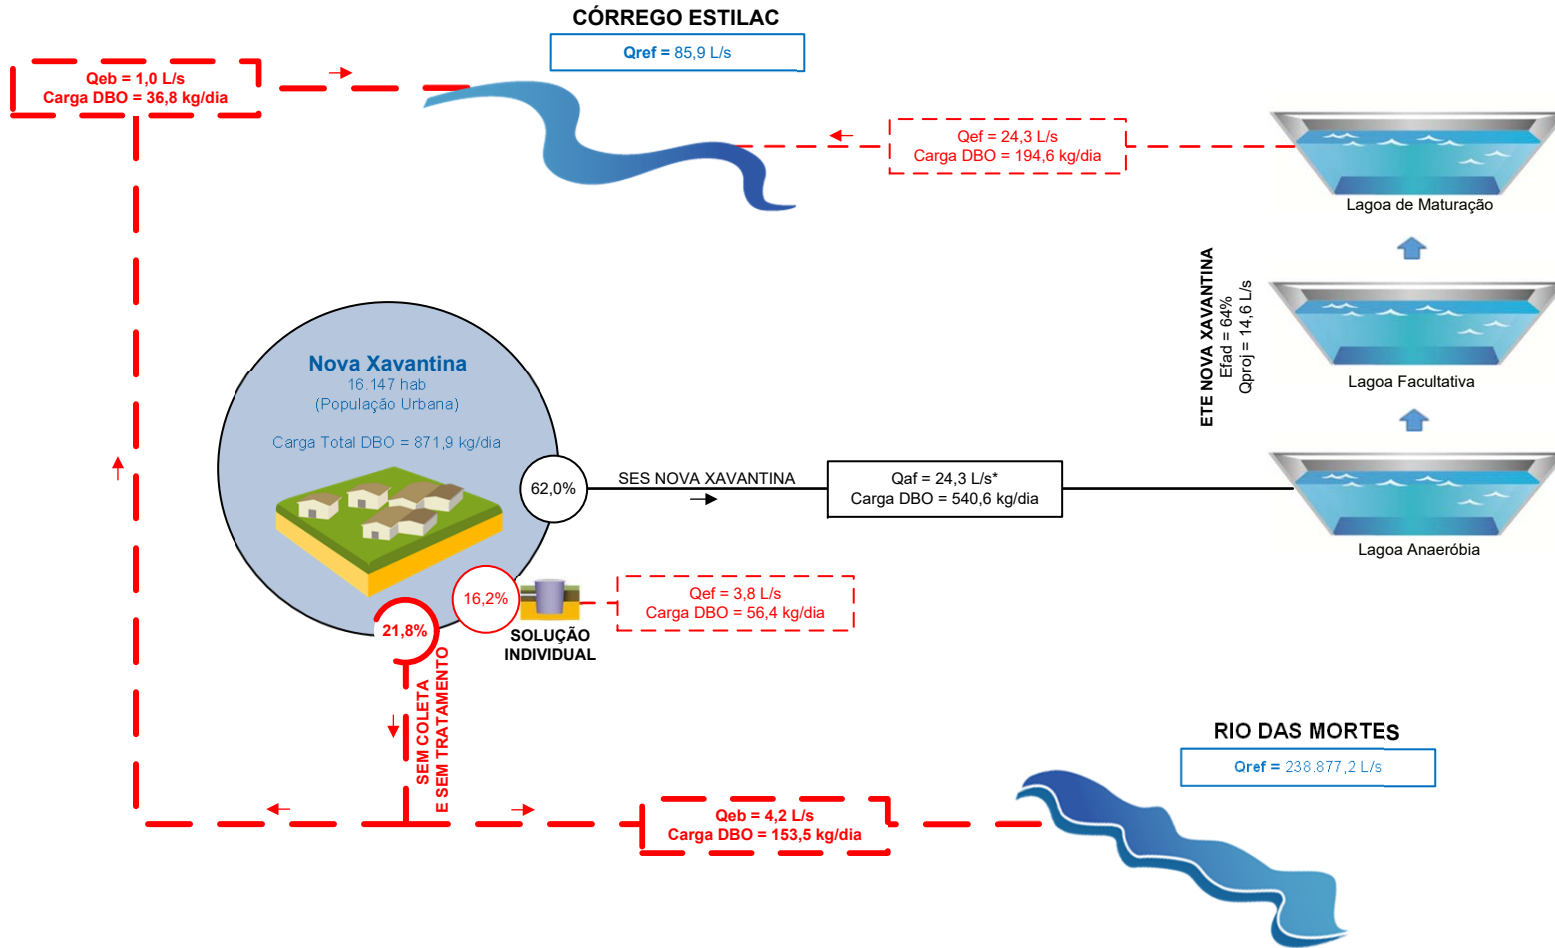 CÓRREGO ESTILAC
Qref = 85,9 L/s
Qeb = 1,0 L/s
Carga DBO = 36,8 kg/dia
Qef = 24,3 L/s
Carga DBO = 194,6 kg/dia
Lagoa de Maturação
ETE NOVA XAVANTINA
Efad = 64%
Qproj = 14,6 L/s
Lagoa Facultativa
Nova Xavantina
16.147 hab
(População Urbana)
Carga Total DBO = 871,9 kg/dia
62,0%
SES NOVA XAVANTINA
Qaf = 24,3 L/s*
Carga DBO = 540,6 kg/dia
Lagoa Anaeróbia
16,2%
SOLUÇÃO
INDIVIDUAL
Qef = 3,8 L/s
Carga DBO = 56,4 kg/dia
21,8%
SEM COLETA
E SEM TRATAMENTO
RIO DAS MORTES
Qref = 238.877,2 L/s
Qeb = 4,2 L/s
Carga DBO = 153,5 kg/dia